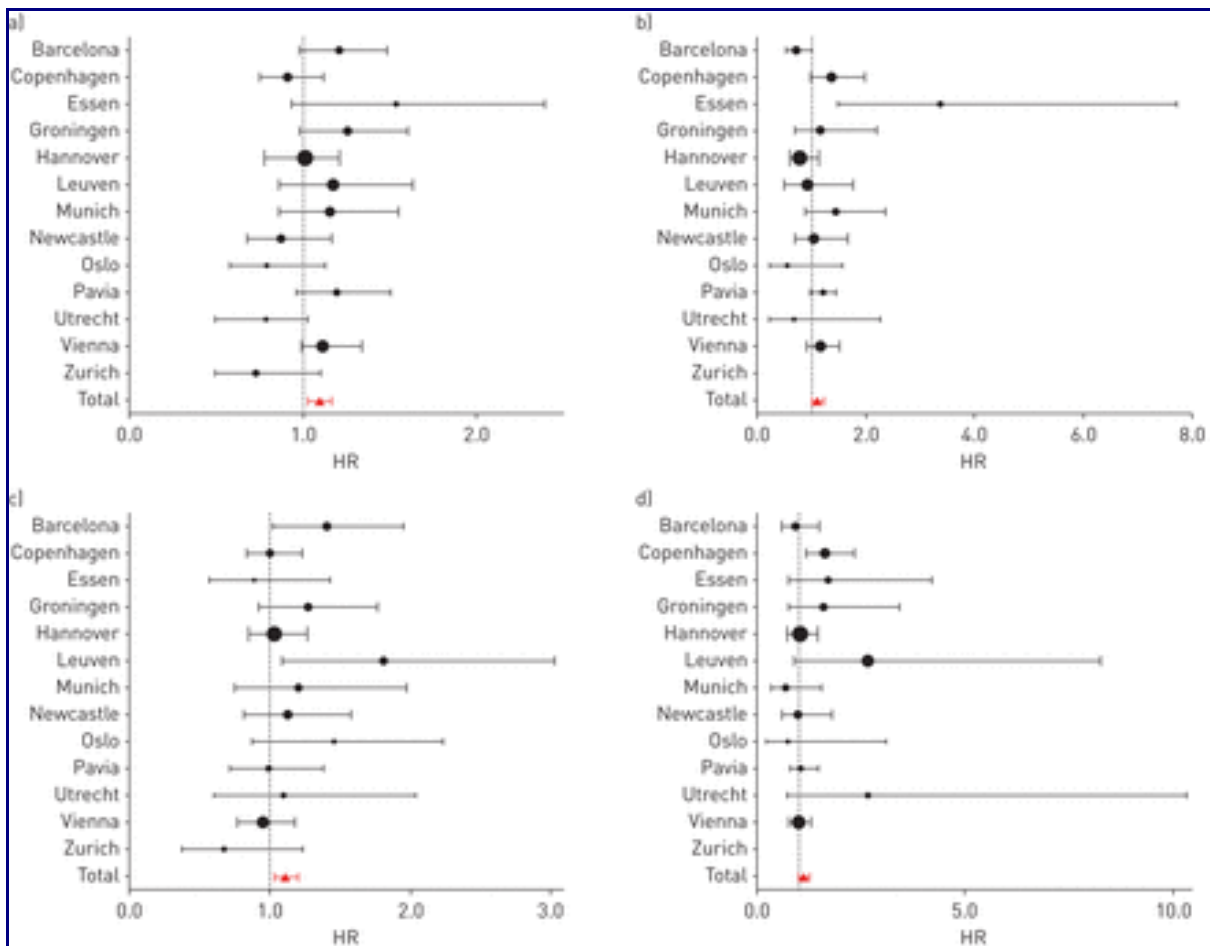 a]
Barcelona
Copenhagen
Essen
Groningen
Hannover
Leuven
Munich
Newcastle
Oslo
Pavia
Utrecht
Vienna
Zurich
Total
0.0 1.0 2.0
HR
b]
Barcelona
Copenhagen
Essen
Groningen
Hannover
Leuven
Munich
Newcastle
Oslo
Pavia
Utrecht
Vienna
Zurich
Total
0.0 2.0 4.0 6.0 8.0
HR
c]
Barcelona
Copenhagen
Essen
Groningen
Hannover
Leuven
Munich
Newcastle
Oslo
Pavia
Utrecht
Vienna
Zurich
Total
0.0 1.0 2.0 3.0
HR
d]
Barcelona
Copenhagen
Essen
Groningen
Hannover
Leuven
Munich
Newcastle
Oslo
Pavia
Utrecht
Vienna
Zurich
Total
0.0 5.0 10.0
HR